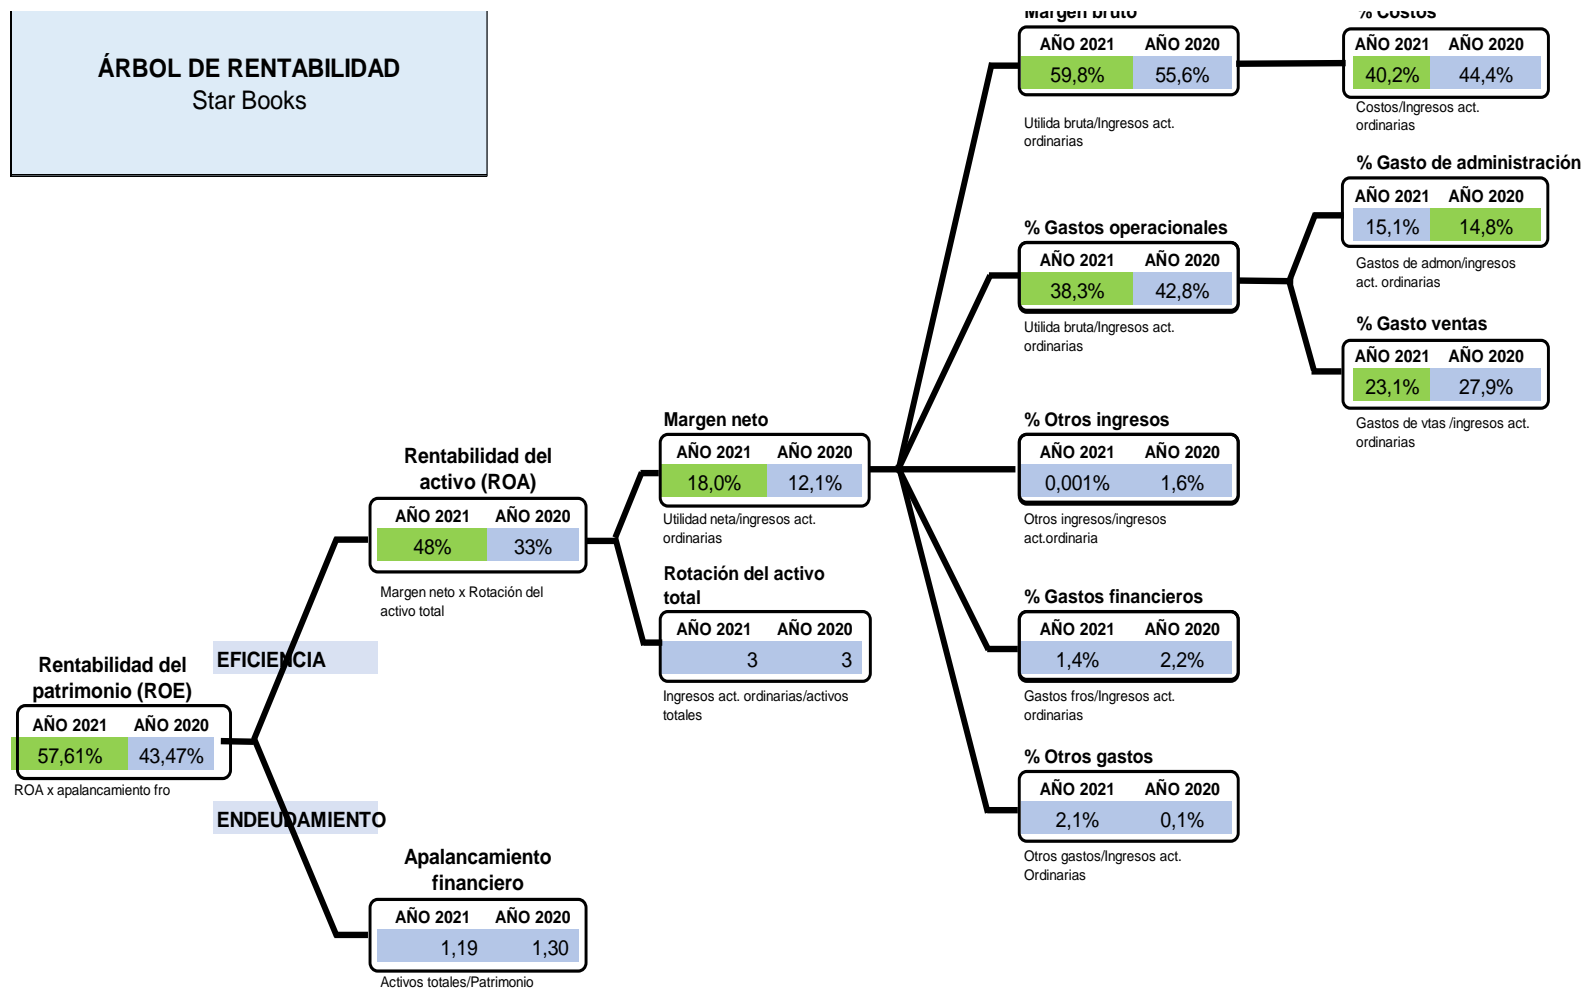 ÁRBOL DE RENTABILIDAD
Star Books
Margen bruto
AÑO 2021 AÑO 2020
59,8% 55,6%
Utilida bruta/Ingresos act.
ordinarias
% Costos
AÑO 2021 AÑO 2020
40,2% 44,4%
Costos/Ingresos act.
ordinarias
% Gasto de administración
AÑO 2021 AÑO 2020
15,1% 14,8%
Gastos de admon/ingresos
act. ordinarias
% Gastos operacionales
AÑO 2021 AÑO 2020
38,3% 42,8%
Utilida bruta/Ingresos act.
ordinarias
% Gasto ventas
AÑO 2021 AÑO 2020
23,1% 27,9%
Gastos de vtas /ingresos act.
ordinarias
Margen neto
AÑO 2021 AÑO 2020
18,0% 12,1%
Utilidad neta/ingresos act.
ordinarias
% Otros ingresos
AÑO 2021 AÑO 2020
0,001% 1,6%
Otros ingresos/ingresos
act.ordinaria
Rentabilidad del
activo (ROA)
AÑO 2021 AÑO 2020
48% 33%
Margen neto x Rotación del
activo total
Rotación del activo
total
AÑO 2021 AÑO 2020
3 3
Ingresos act. ordinarias/activos
totales
% Gastos financieros
AÑO 2021 AÑO 2020
1,4% 2,2%
Gastos fros/Ingresos act.
ordinarias
EFICIENCIA
Rentabilidad del
patrimonio (ROE)
AÑO 2021 AÑO 2020
57,61% 43,47%
ROA x apalancamiento fro
% Otros gastos
AÑO 2021 AÑO 2020
2,1% 0,1%
Otros gastos/Ingresos act.
Ordinarias
ENDEUDAMIENTO
Apalancamiento
financiero
AÑO 2021 AÑO 2020
1,19 1,30
Activos totales/Patrimonio